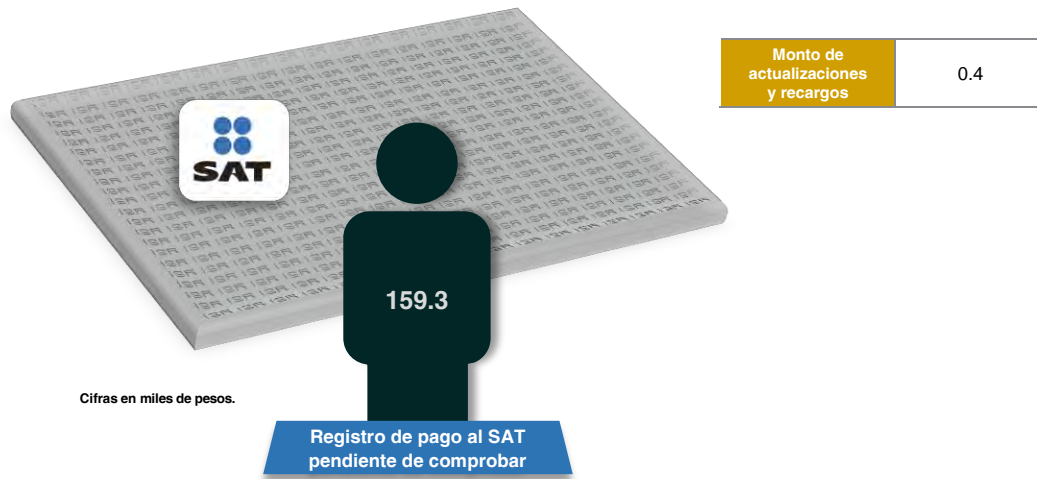 Monto de
actualizaciones
y recargos
0.4
SAT
159.3
Cifras en miles de pesos.
Registro de pago al SAT
pendiente de comprobar